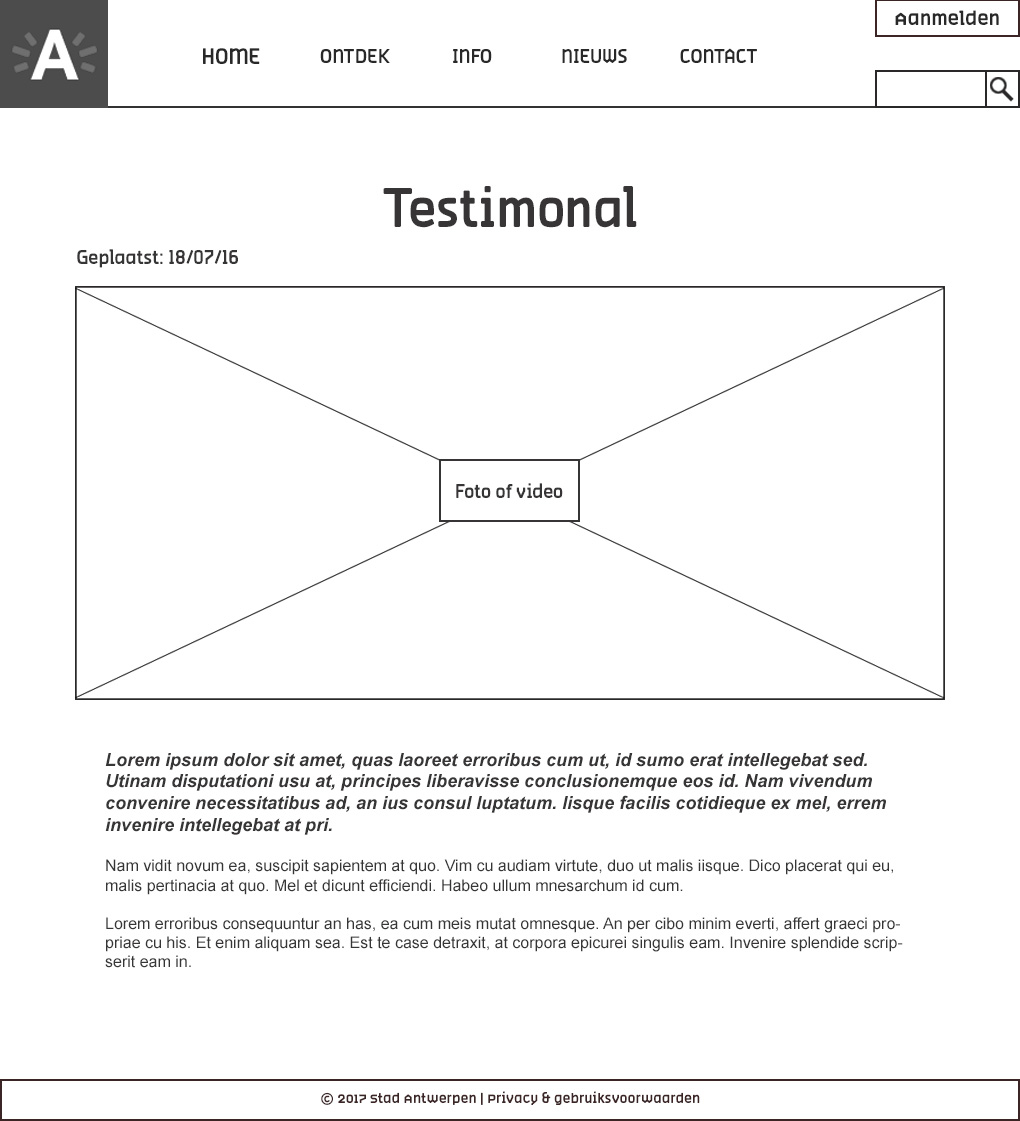 A
HOME ONTDEK INFO NIEUWS CONTACT
Aanmelden
Testimonal
Geplaatst: 18/07/16
Foto of video
Lorem ipsum dolor sit amet, quas laoreet erroribus cum ut, id sumo erat intellegebat sed.
Utinam disputationi usu at, principes liberavisse conclusionemque eos id. Nam vivendum
convenire necessitatibus ad, an ius consul luptatum. Iisque facilis cotidieque ex mel, errem
invenire intellegebat at pri.
Nam vidit novum ea, suscipit sapientem at quo. Vim cu audiam virtute, duo ut malis iisque. Dico placerat qui eu,
malis pertinacia at quo. Mel et dicunt efficiendi. Habeo ullum mnesarchum id cum.
Lorem erroribus consequuntur an has, ea cum meis mutat omnesque. An per cibo minim everti, affert graeci pro-
priae cu his. Et enim aliquam sea. Est te case detraxit, at corpora epicurei singulis eam. Invenire splendide scrip-
serit eam in.
© 2017 Stad Antwerpen | Privacy & gebruiksvoorwaarden